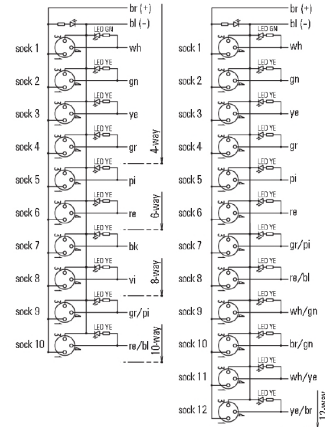 br (+)
bl (−)
LED GN
sock 1
wh
LED YE
sock 2
gn
LED YE
sock 3
ye
LED YE
sock 4
gr
4-way
LED YE
sock 5
pi
LED YE
sock 6
re
6-way
LED YE
sock 7
bk
LED YE
sock 8
vi
8-way
LED YE
sock 9
gr/pi
LED YE
sock 10
re/bl
10-way
br (+)
bl (−)
LED GN
sock 1
wh
LED YE
sock 2
gn
LED YE
sock 3
ye
LED YE
sock 4
gr
LED YE
sock 5
pi
LED YE
sock 6
re
LED YE
sock 7
gr/pi
LED YE
sock 8
re/bl
LED YE
sock 9
wh/gn
LED YE
sock 10
br/gn
LED YE
sock 11
wh/ye
LED YE
sock 12
ye/br
12-way